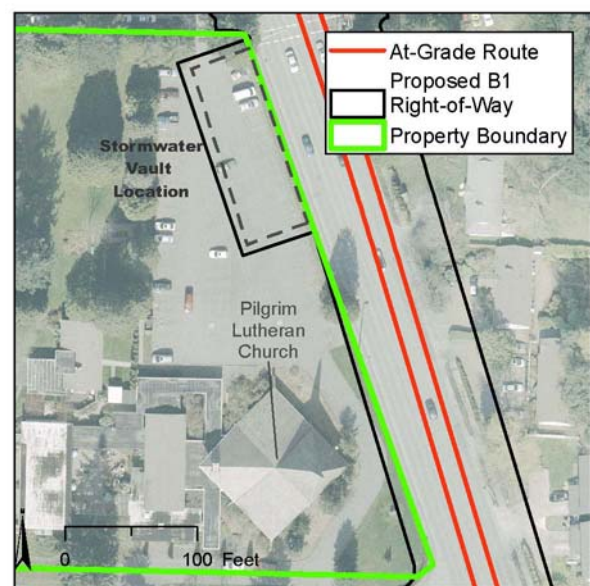 At-Grade Route
Proposed B1
Right-of-Way
Property Boundary
Stormwater
Vault
Location
Pilgrim
Lutheran
Church
0 100 Feet